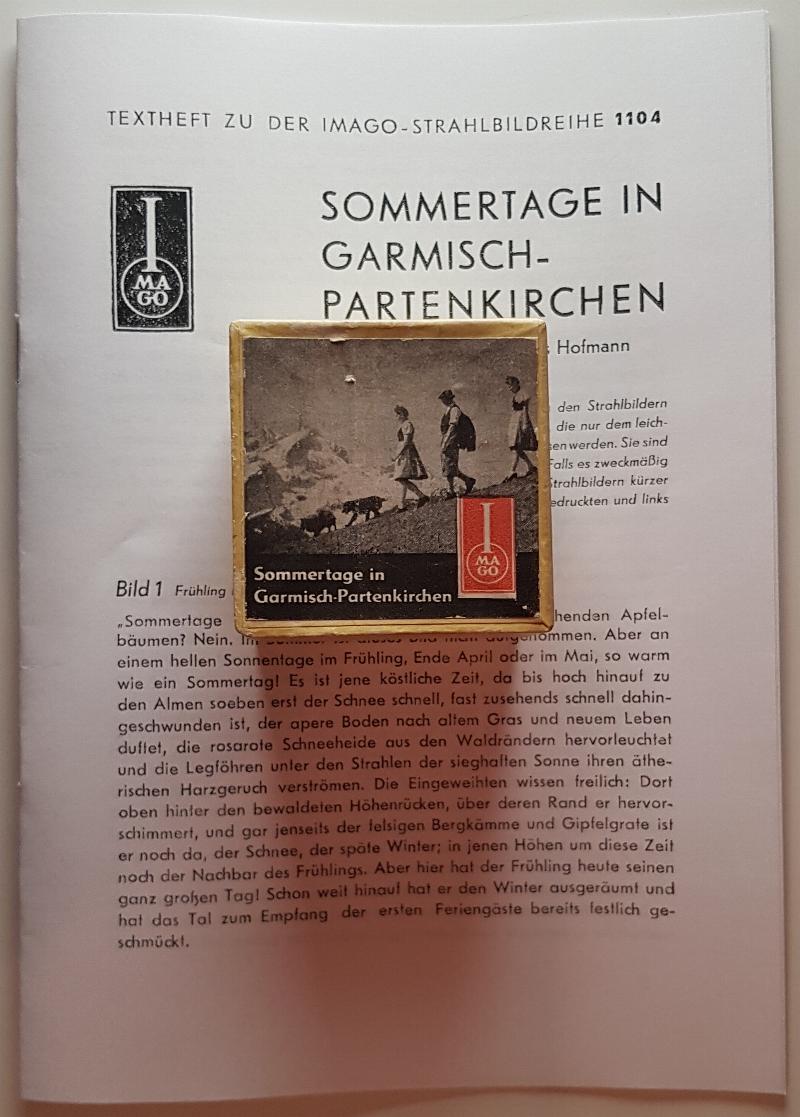 TEXTHEFT ZU DER IMAGO-STRAHLBILDREIHE 1104
I
MA
GO
SOMMERTAGE IN
GARMISCH-
PARTENKIRCHEN
Hofmann
den Strahlbildern
die nur dem leich-
werden. Sie sind
Falls es zweckmäßig
Strahlbildern kürzer
und links
I
MA
GO
Sommertage in
Garmisch-Partenkirchen
Bild 1 Frühling
„Sommertage Apfel-
bäumen? Nein. Im Sommer ist dieses Bild aufgenommen. Aber an
einem hellen Sonnentage im Frühling, Ende April oder im Mai, so warm
wie ein Sommertag! Es ist jene köstliche Zeit, da bis hoch hinauf zu
den Almen soeben erst der Schnee schnell, fast zusehends schnell dahin-
geschwunden ist, der apere Boden nach altem Gras und neuem Leben
duftet, die rosarote Schneeheide aus den Waldrändern hervorleuchtet
und die Legföhren unter den Strahlen der sieghaften Sonne ihren äthe-
rischen Harzgeruch verströmen. Die Eingeweihten wissen freilich: Dort
oben hinter den bewaldeten Höhenrücken, über deren Rand er hervor-
schimmert, und gar jenseits der felsigen Bergkämme und Gipfelgrate ist
er noch da, der Schnee, der späte Winter; in jenen Höhen um diese Zeit
noch der Nachbar des Frühlings. Aber hier hat der Frühling heute seinen
ganz großen Tag! Schon weit hinauf hat er den Winter ausgeräumt und
hat das Tal zum Empfang der ersten Feriengäste bereits festlich ge-
schmückt.